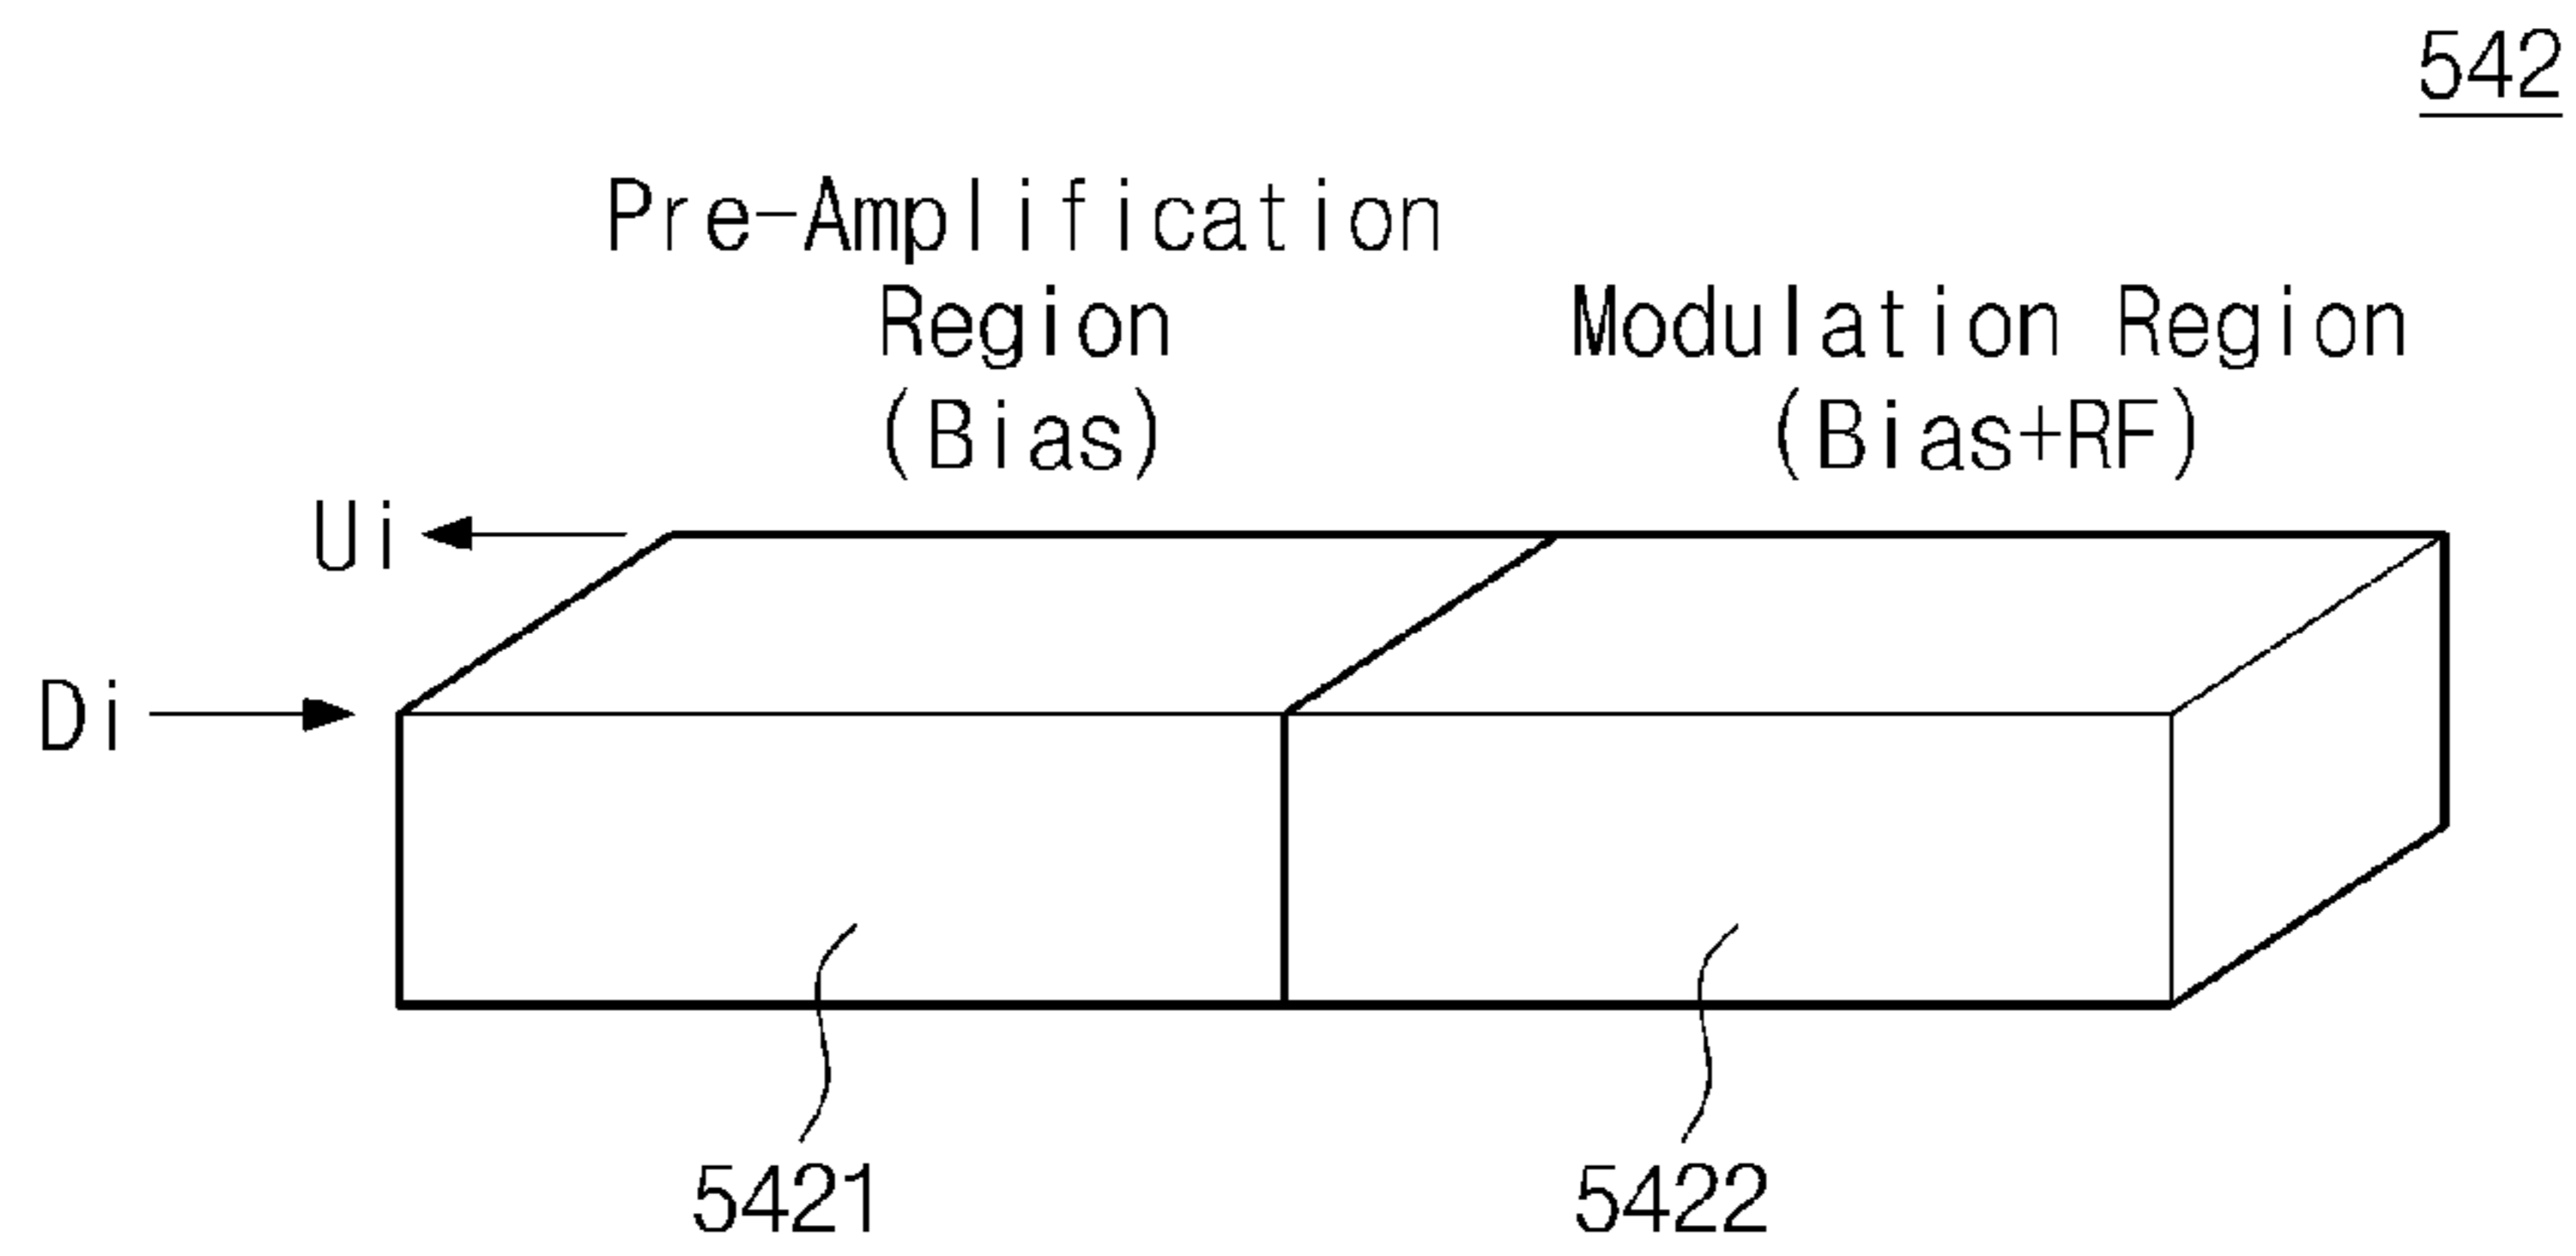 542
Pre-Amplification
Region
(Bias)
Modulation Region
(Bias+RF)
Ui
Di
5421
5422